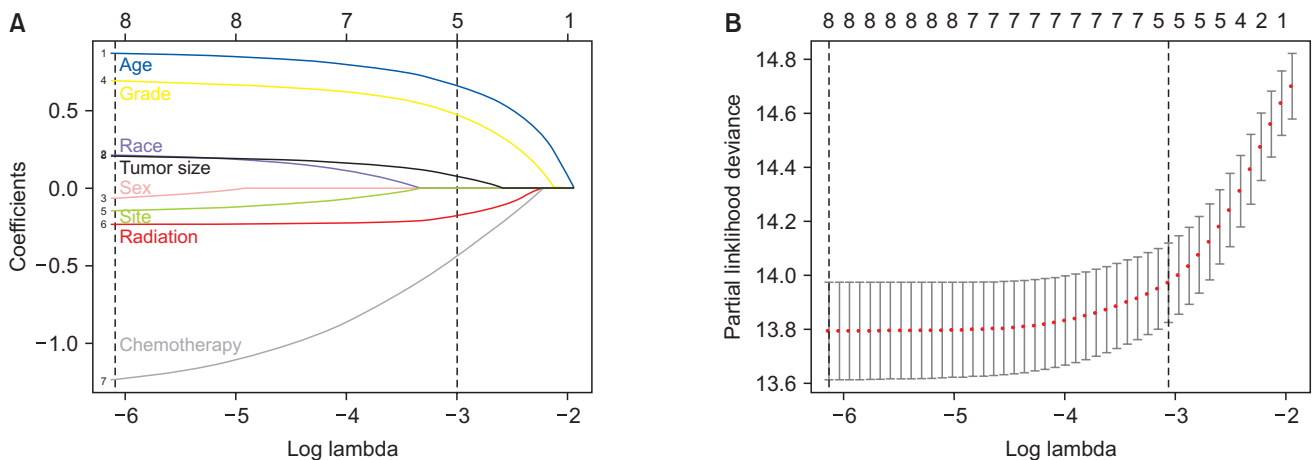 A
8 8 7 5 1
Coefficients
0.5
0.0
−0.5
−1.0
1
4
8
3
5
6
7
Age
Grade
Race
Tumor size
Sex
Site
Radiation
Chemotherapy
−6 −5 −4 −3 −2
Log lambda
B
8 8 8 8 8 8 8 7 7 7 7 7 7 7 7 7 5 5 5 5 4 2 1
Partial linklihood deviance
14.8
14.6
14.4
14.2
14.0
13.8
13.6
−6 −5 −4 −3 −2
Log lambda